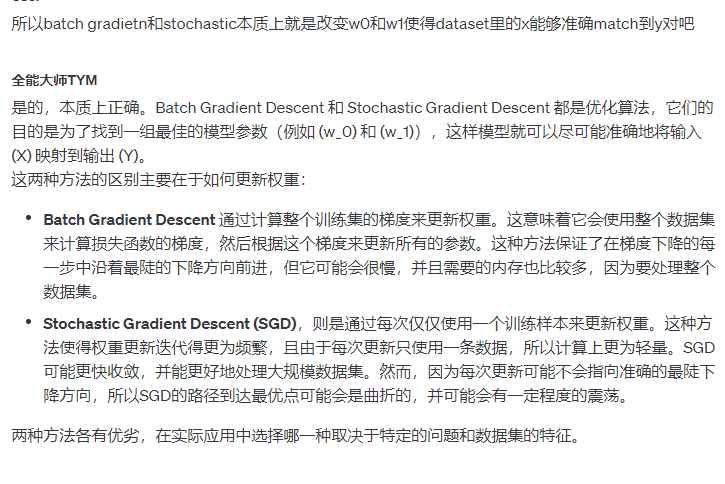 所以batch gradietn和stochastic本质上就是改变w0和w1使得dataset里的x能够准确match到y对吧
全能大师TYM
是的，本质上正确。Batch Gradient Descent 和 Stochastic Gradient Descent 都是优化算法，它们的
目的是为了找到一组最佳的模型参数（例如 (w_0) 和 (w_1)），这样模型就可以尽可能准确地将输入
(X) 映射到输出 (Y)。
这两种方法的区别主要在于如何更新权重：
• Batch Gradient Descent 通过计算整个训练集的梯度来更新权重。这意味着它会使用整个数据集
来计算损失函数的梯度，然后根据这个梯度来更新所有的参数。这种方法保证了在梯度下降的每
一步中沿着最陡的下降方向前进，但它可能会很慢，并且需要的内存也比较多，因为要处理整个
数据集。
• Stochastic Gradient Descent (SGD)，则是通过每次仅仅使用一个训练样本来更新权重。这种方
法使得权重更新迭代得更为频繁，且由于每次更新只使用一条数据，所以计算上更为轻量。SGD
可能更快收敛，并能更好地处理大规模数据集。然而，因为每次更新可能不会指向准确的最陡下
降方向，所以SGD的路径到达最优点可能会是曲折的，并可能会有一定程度的震荡。
两种方法各有优劣，在实际应用中选择哪一种取决于特定的问题和数据集的特征。